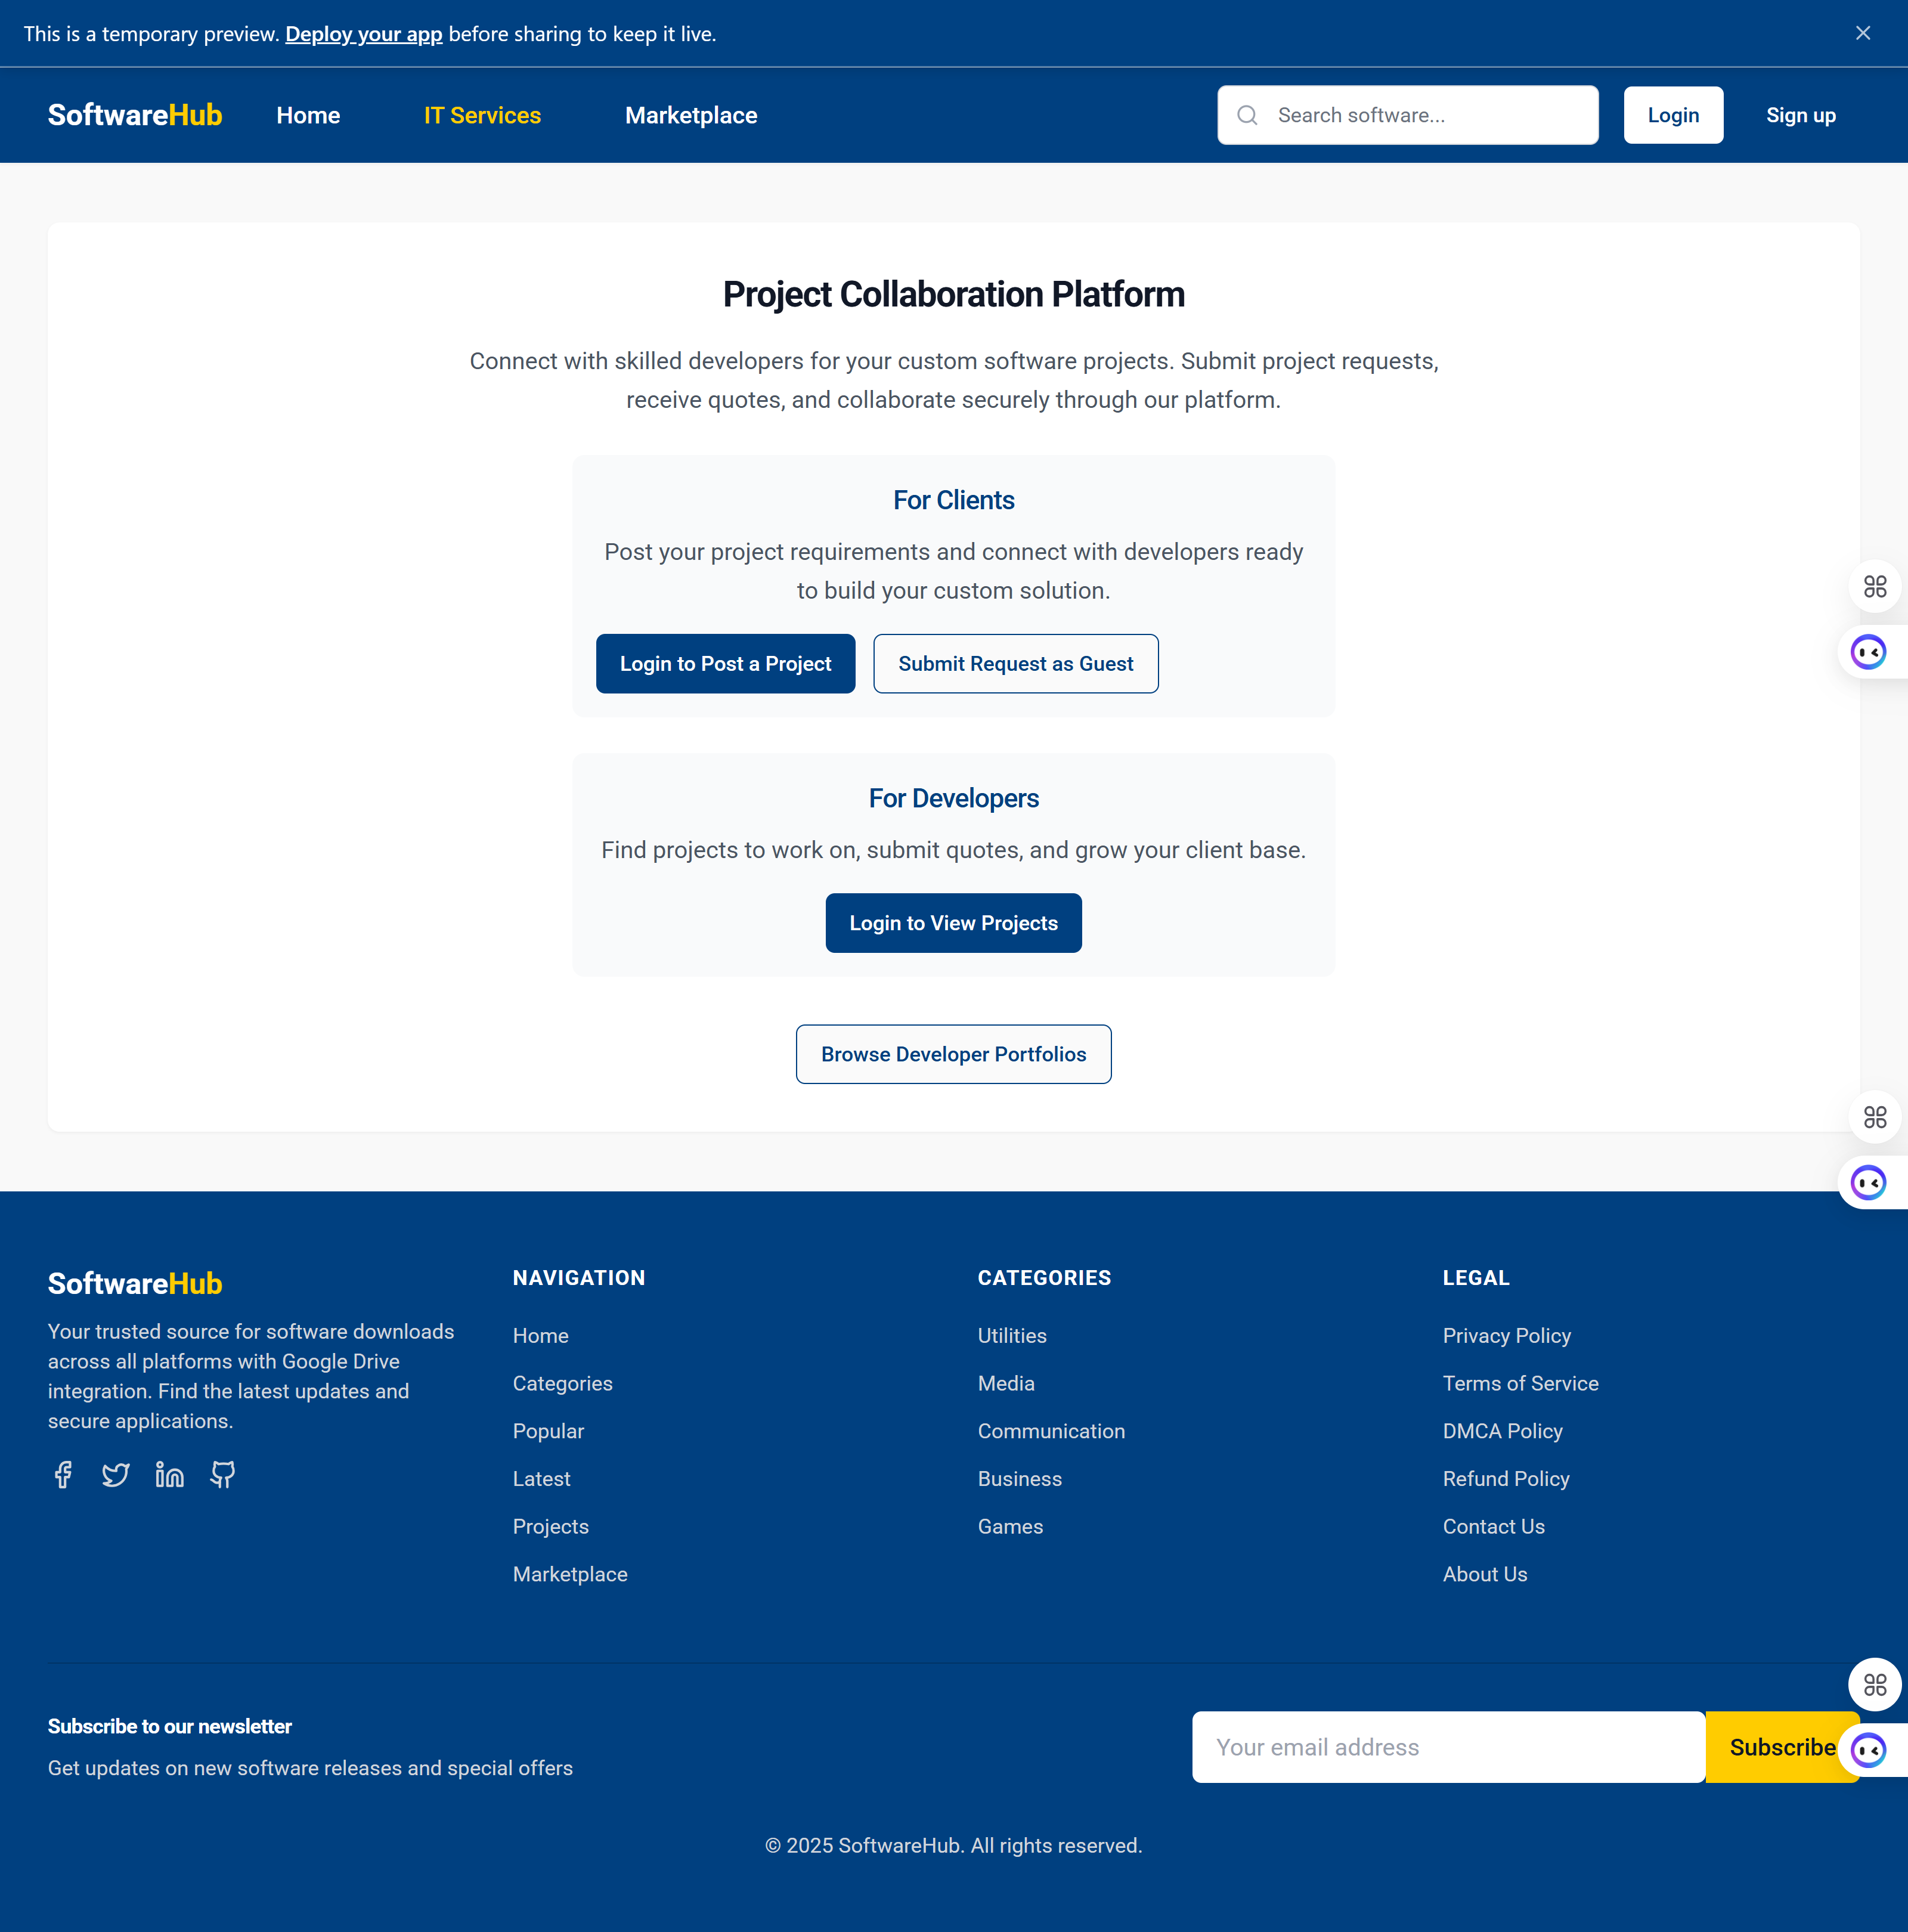 This is a temporary preview. Deploy your app before sharing to keep it live.
SoftwareHub
Home
IT Services
Marketplace
Search software...
Login
Sign up
Project Collaboration Platform
Connect with skilled developers for your custom software projects. Submit project requests,
receive quotes, and collaborate securely through our platform.
For Clients
Post your project requirements and connect with developers ready
to build your custom solution.
Login to Post a Project
Submit Request as Guest
For Developers
Find projects to work on, submit quotes, and grow your client base.
Login to View Projects
Browse Developer Portfolios
SoftwareHub
Your trusted source for software downloads
across all platforms with Google Drive
integration. Find the latest updates and
secure applications.
NAVIGATION
Home
Categories
Popular
Latest
Projects
Marketplace
CATEGORIES
Utilities
Media
Communication
Business
Games
LEGAL
Privacy Policy
Terms of Service
DMCA Policy
Refund Policy
Contact Us
About Us
Subscribe to our newsletter
Get updates on new software releases and special offers
Your email address
Subscribe
© 2025 SoftwareHub. All rights reserved.